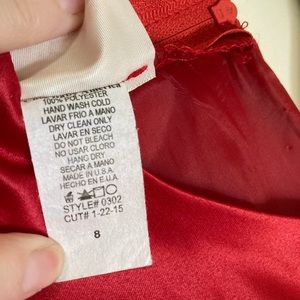 100% POLYESTER
HAND WASH COLD
LAVAR FRIO A MANO
DRY CLEAN ONLY
LAVAR EN SECO
DO NOT BLEACH
NO USAR CLORO
HANG DRY
SECAR A MANO
MADE IN U.S.A.
HECHO EN E.U.A.
STYLE# 0302
CUT# 1-22-15
8